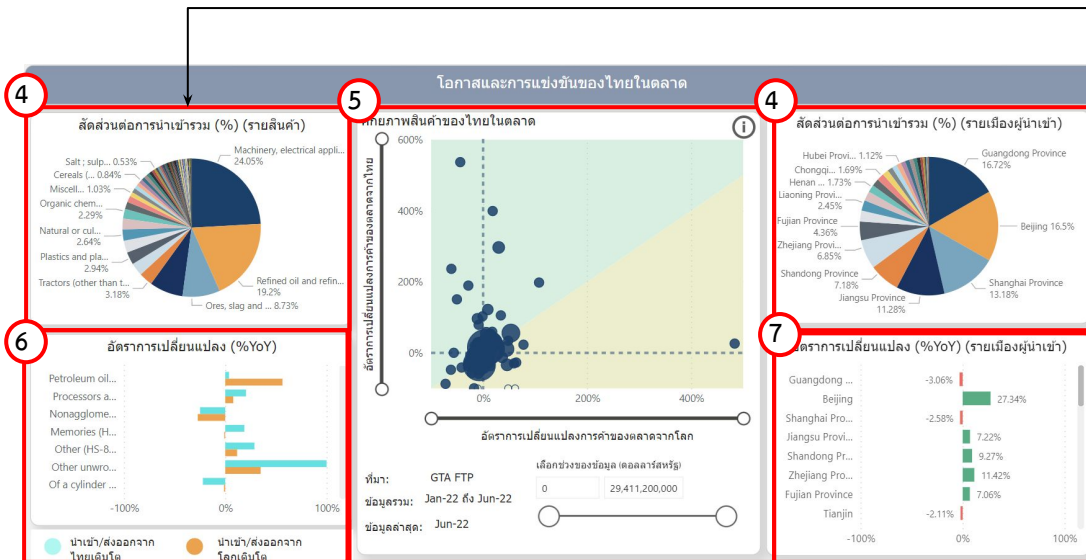 โอกาสและการแข่งขันของไทยในตลาด
4
สัดส่วนต่อการนำเข้ารวม (%) (รายสินค้า)
Machinery, electrical appli...
24.05%
Salt ; sulp... 0.53%
Cereals (... 0.84%
Miscell... 1.03%
Organic chem...
2.29%
Natural or cul...
2.64%
Plastics and pla...
2.94%
Tractors (other than t...
3.18%
Ores, slag and ... 8.73%
Refined oil and refin...
19.2%
5
ศักยภาพสินค้าของไทยในตลาด
อัตราการเปลี่ยนแปลงการค้าของตลาดจากไทย
600%
400%
200%
0%
0%
200%
400%
อัตราการเปลี่ยนแปลงการค้าของตลาดจากโลก
ที่มา: GTA FTP
ข้อมูลรวม: Jan-22 ถึง Jun-22
ข้อมูลล่าสุด: Jun-22
เลือกช่วงของข้อมูล (ดอลลาร์สหรัฐ)
0
29,411,200,000
4
สัดส่วนต่อการนำเข้ารวม (%) (รายเมืองผู้นำเข้า)
Hubei Provi... 1.12%
Chongqi... 1.69%
Henan ... 1.73%
Liaoning Provi...
2.45%
Fujian Province
4.36%
Zhejiang Provi...
6.85%
Shandong Province
7.18%
Jiangsu Province
11.28%
Shanghai Province
13.18%
Beijing 16.5%
Guangdong Province
16.72%
6
อัตราการเปลี่ยนแปลง (%YoY)
Petroleum oil...
Processors a...
Nonagglome...
Memories (H...
Other (HS-8...
Other unwro...
Of a cylinder ...
-100%
0%
100%
นำเข้า/ส่งออกจาก
ไทยเติบโต
นำเข้า/ส่งออกจาก
โลกเติบโต
7
อัตราการเปลี่ยนแปลง (%YoY) (รายเมืองผู้นำเข้า)
Guangdong ... -3.06%
Beijing 27.34%
Shanghai Pro... -2.58%
Jiangsu Provi... 7.22%
Shandong Pr... 9.27%
Zhejiang Pro... 11.42%
Fujian Province 7.06%
Tianjin -2.11%
-100%
0%
100%